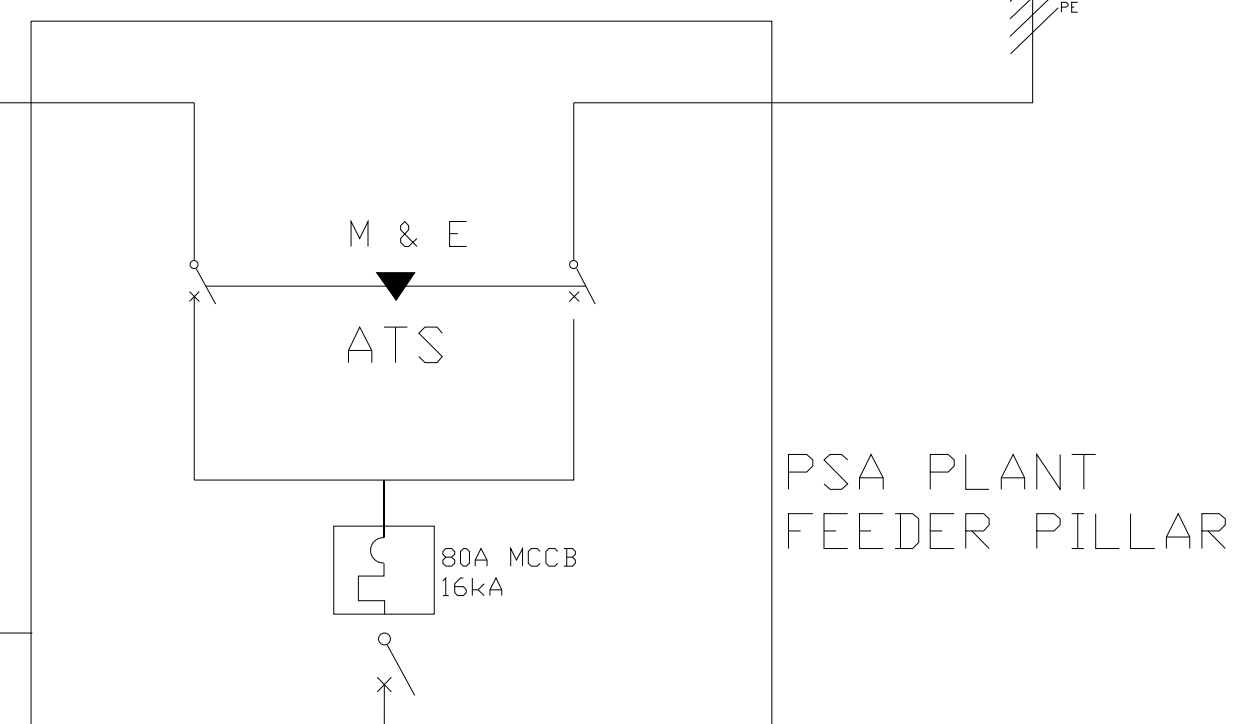 PE
M & E
ATS
PSA PLANT
FEEDER PILLAR
80A MCCB
16kA